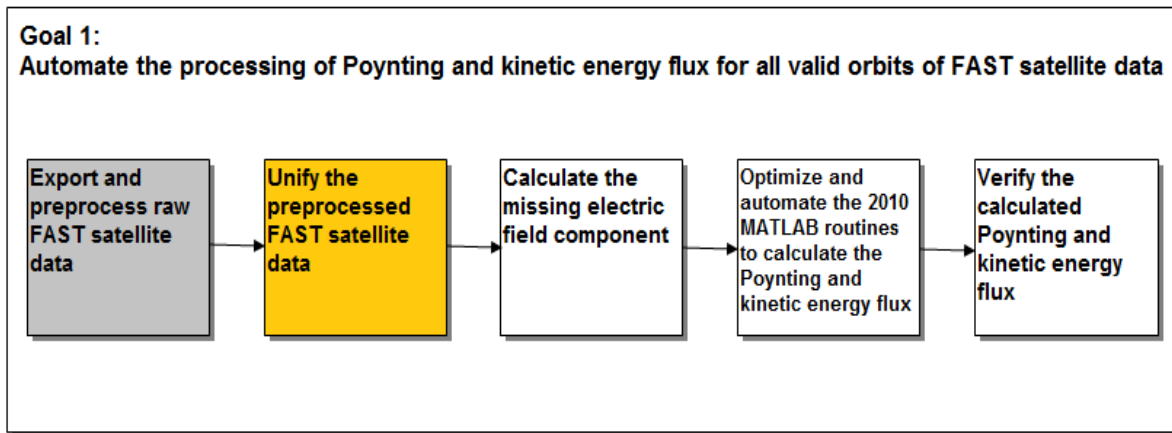 Goal 1:
Automate the processing of Poynting and kinetic energy flux for all valid orbits of FAST satellite data
Export and
preprocess raw
FAST satellite
data
Unify the
preprocessed
FAST satellite
data
Calculate the
missing electric
field component
Optimize and
automate the 2010
MATLAB routines
to calculate the
Poynting and
kinetic energy flux
Verify the
calculated
Poynting and
kinetic energy
flux